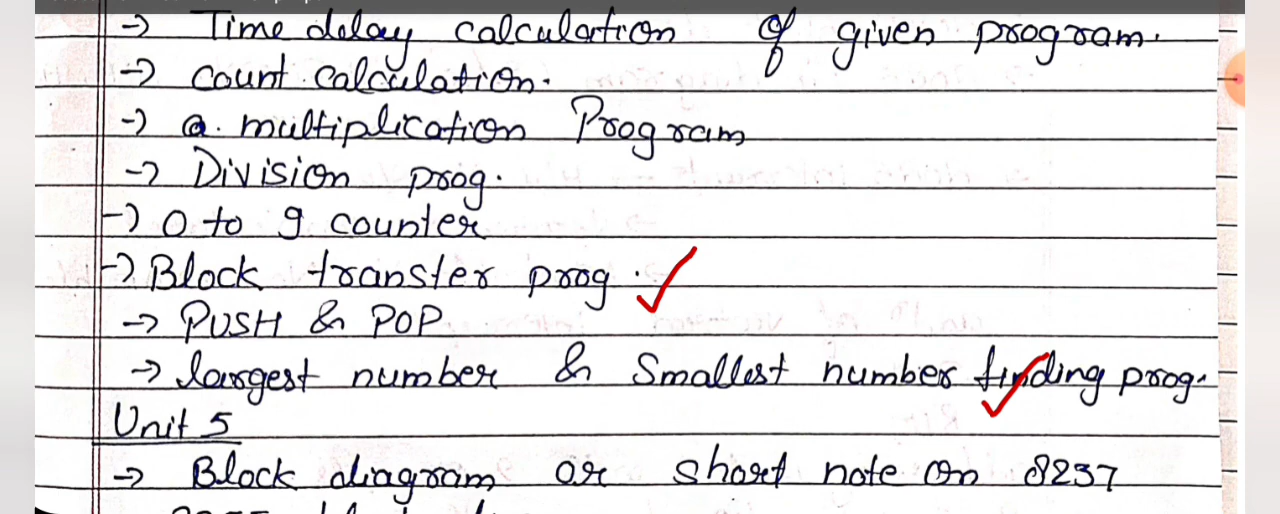 → Time delay calculation of given program.
→ count calculation.
→ multiplication Program
→ Division prog.
→ 0 to 9 counter
→ Block transfer prog.
→ PUSH & POP
→ largest number & Smallest number finding prog.
Unit 5
→ Block diagram or short note on 8237